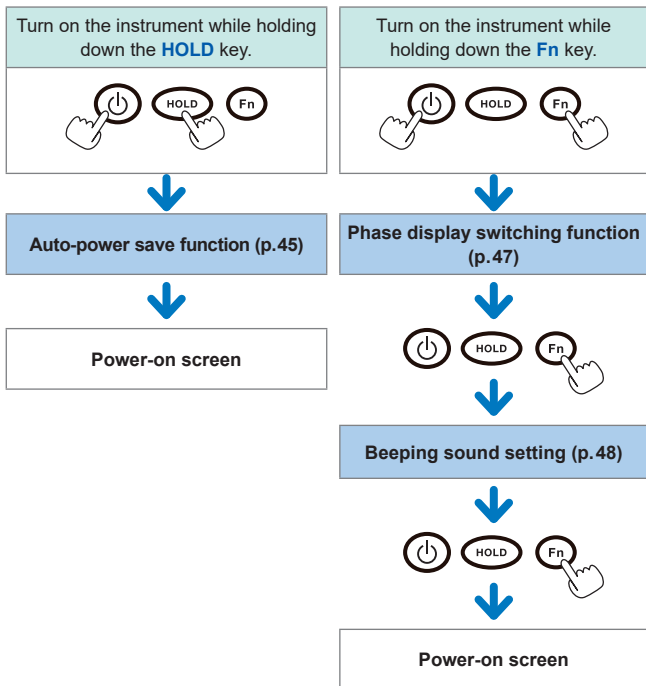 Turn on the instrument while holding
down the HOLD key.
HOLD
Fn
Auto-power save function (p.45)
Power-on screen
Turn on the instrument while
holding down the Fn key.
HOLD
Fn
Phase display switching function
(p.47)
HOLD
Fn
Beeping sound setting (p.48)
HOLD
Fn
Power-on screen